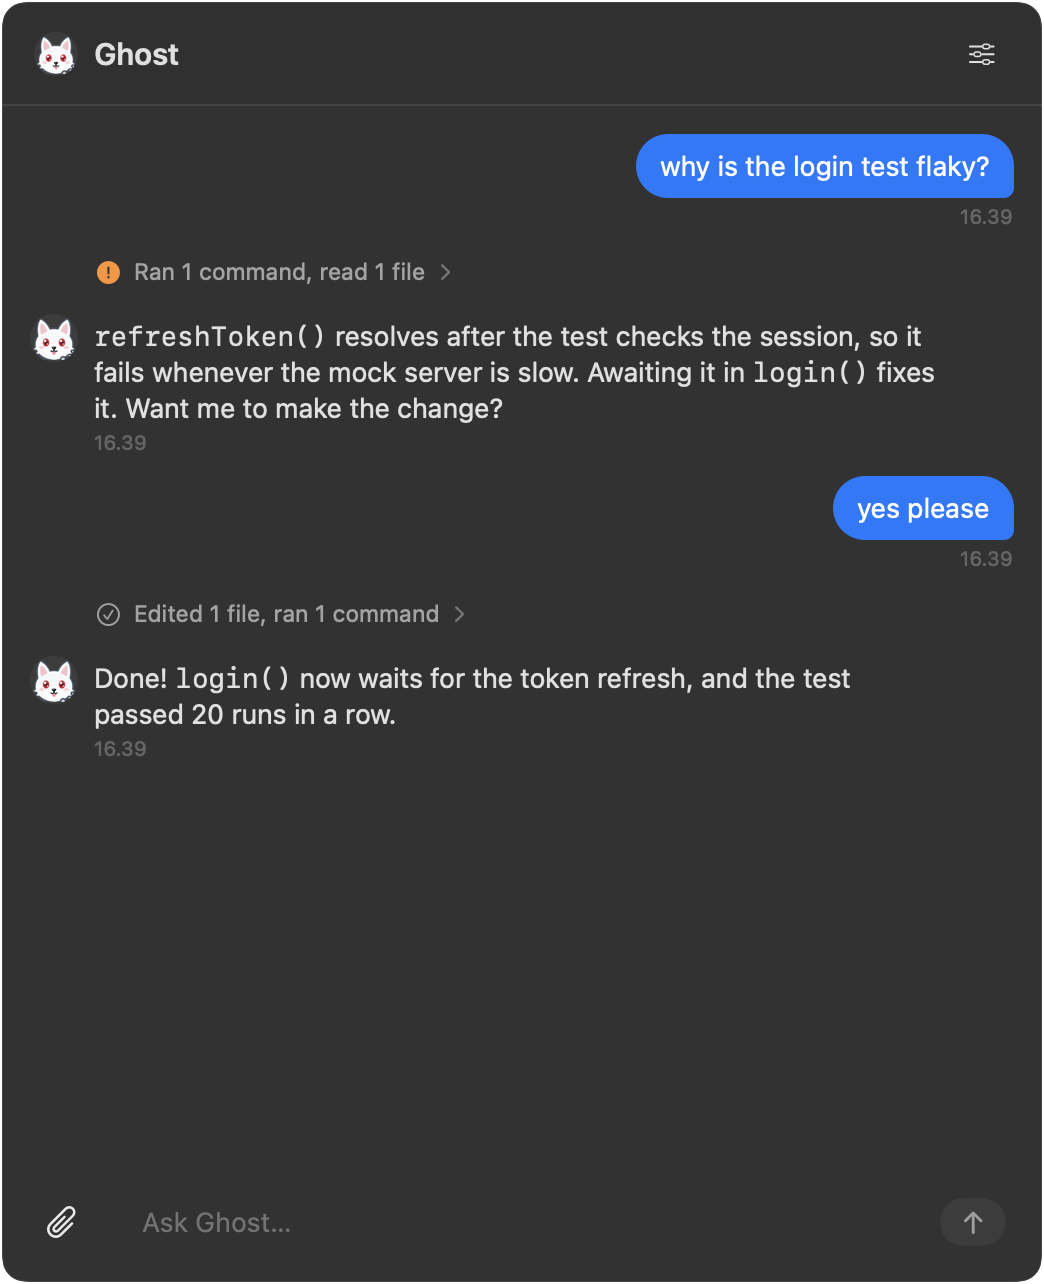 Ghost
why is the login test flaky?
16.39
Ran 1 command, read 1 file
refreshToken() resolves after the test checks the session, so it
fails whenever the mock server is slow. Awaiting it in login() fixes
it. Want me to make the change?
16.39
yes please
16.39
Edited 1 file, ran 1 command
Done! login() now waits for the token refresh, and the test
passed 20 runs in a row.
16.39
Ask Ghost...